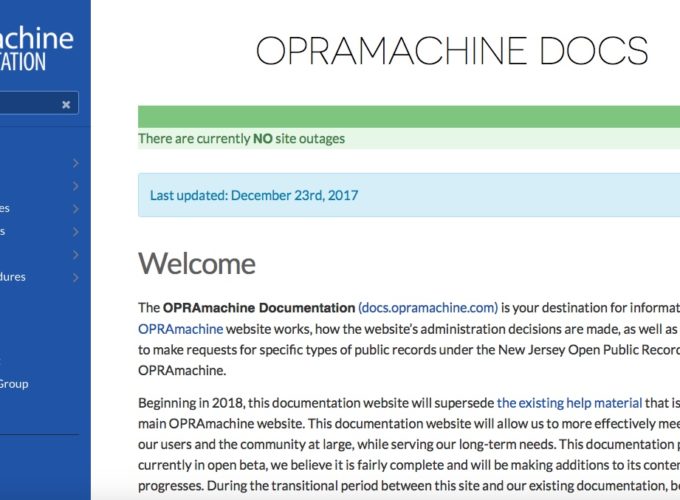 achine
TATION
OPRAMACHINE DOCS
There are currently NO site outages
Last updated: December 23rd, 2017
es
s
dures
Group
Welcome
The OPRAmachine Documentation (docs.opramachine.com) is your destination for informat
OPRAmachine website works, how the website's administration decisions are made, as well as
to make requests for specific types of public records under the New Jersey Open Public Record
OPRAmachine.
Beginning in 2018, this documentation website will supersede the existing help material that is
main OPRAmachine website. This documentation website will allow us to more effectively mee
our users and the community at large, while serving our long-term needs. This documentation p
currently in open beta, we believe it is fairly complete and will be making additions to its conte
progresses. During the transitional period between this site and our existing documentation, be